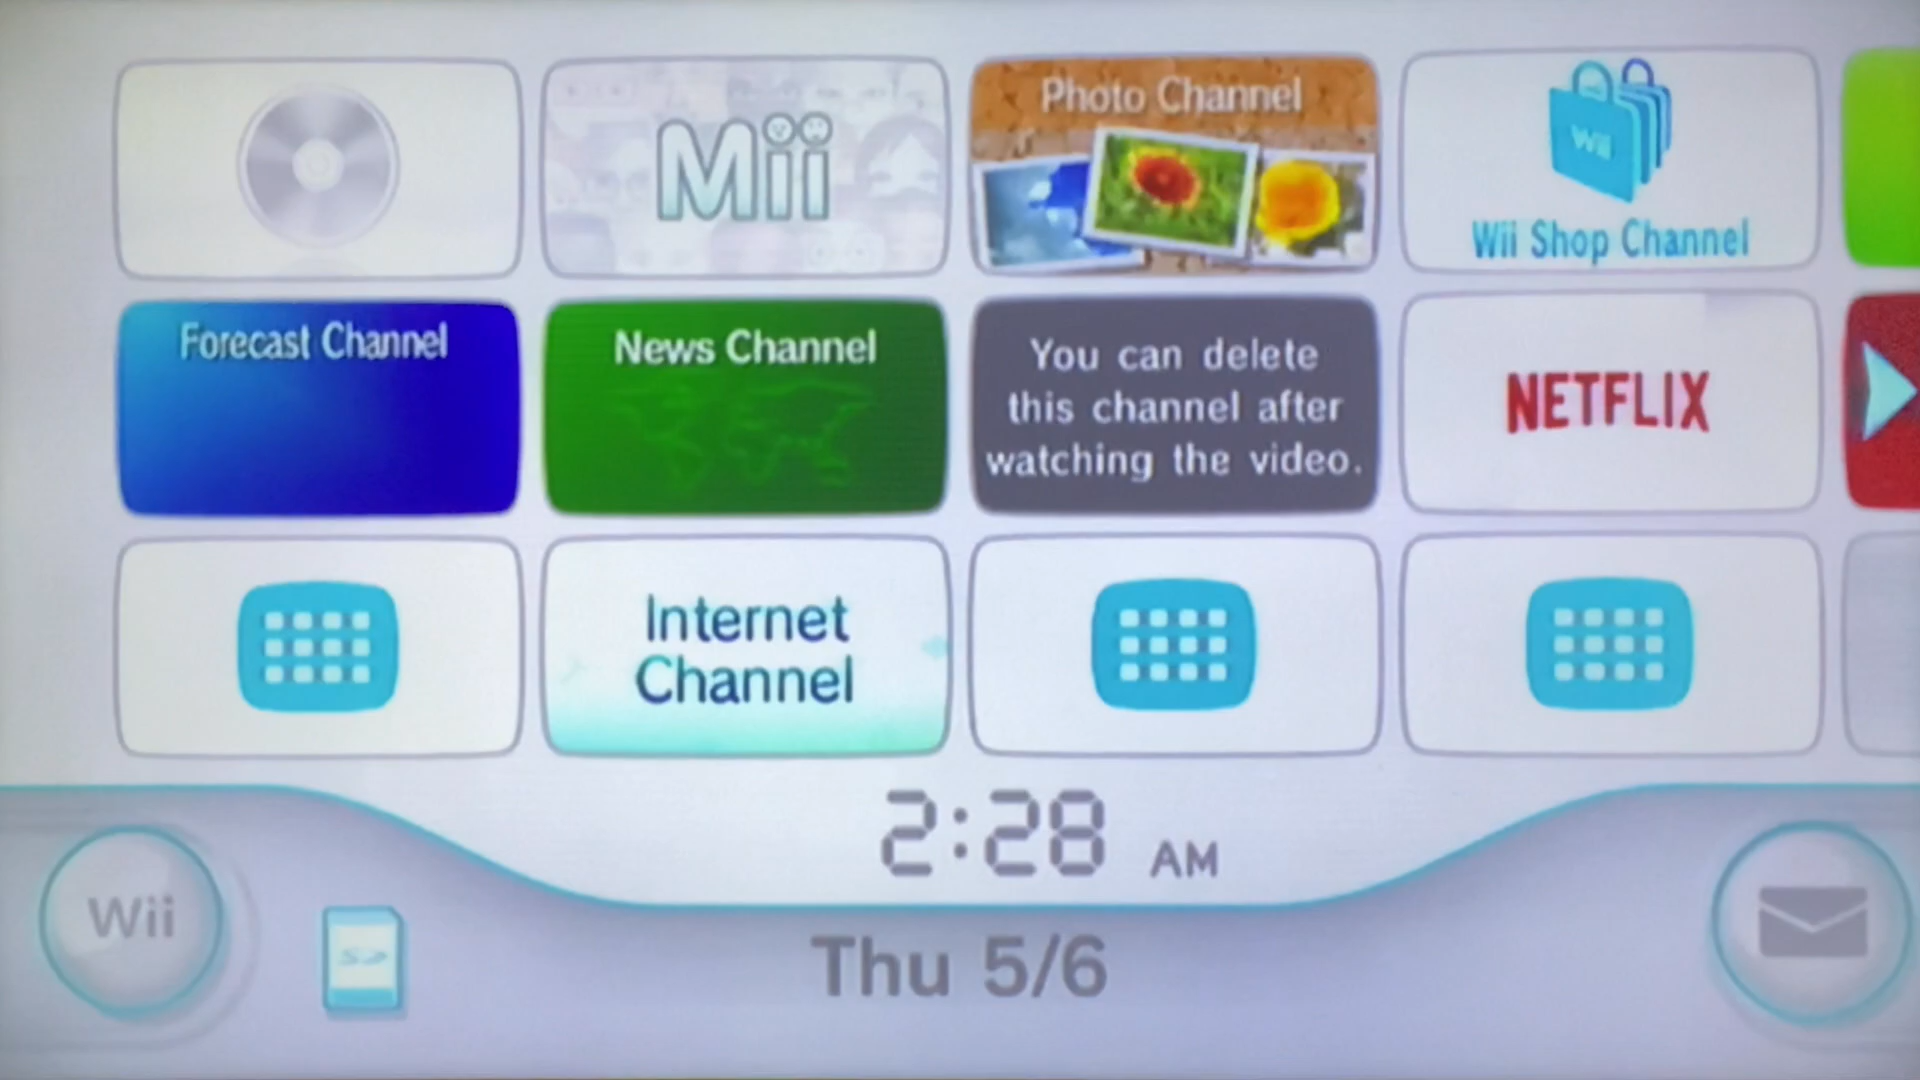 Mii
Photo Channel
Wii
Wii Shop Channel
Forecast Channel
News Channel
You can delete
this channel after
watching the video.
NETFLIX
Internet
Channel
2:28 AM
Wii
SD
Thu 5/6